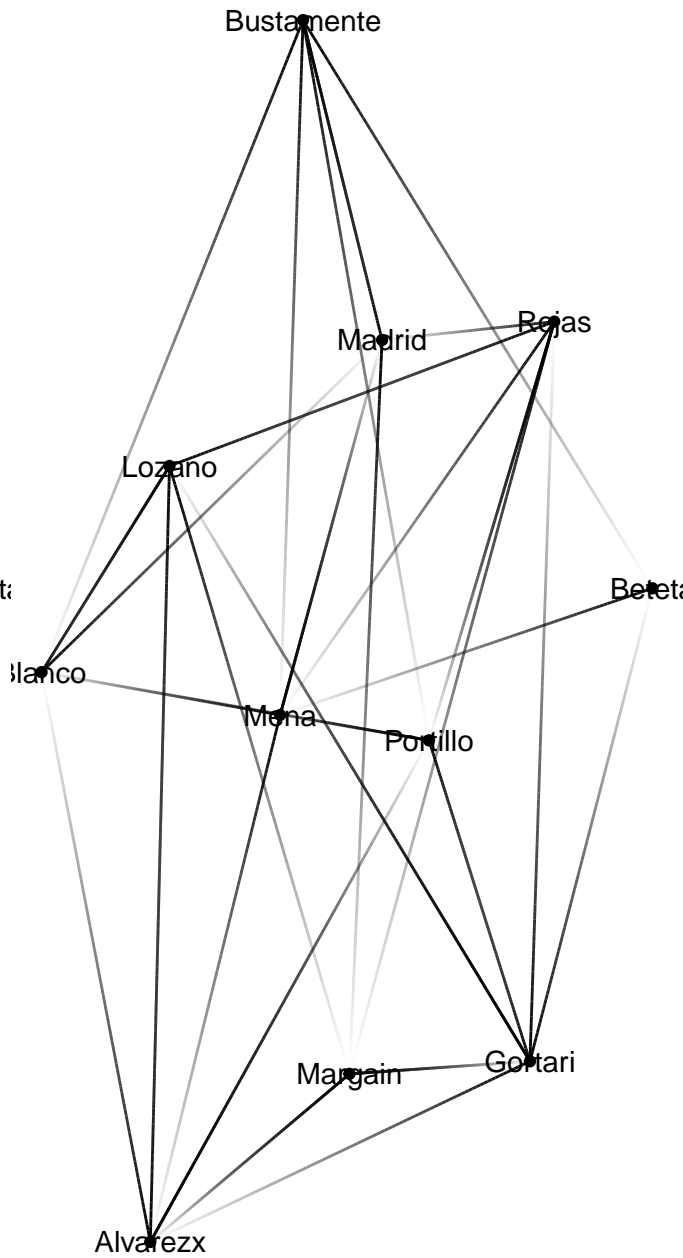 Bustamente
Madrid
Rojas
Lozano
Beteta
Blanco
Mena
Portillo
Margain
Gortari
Alvarezx